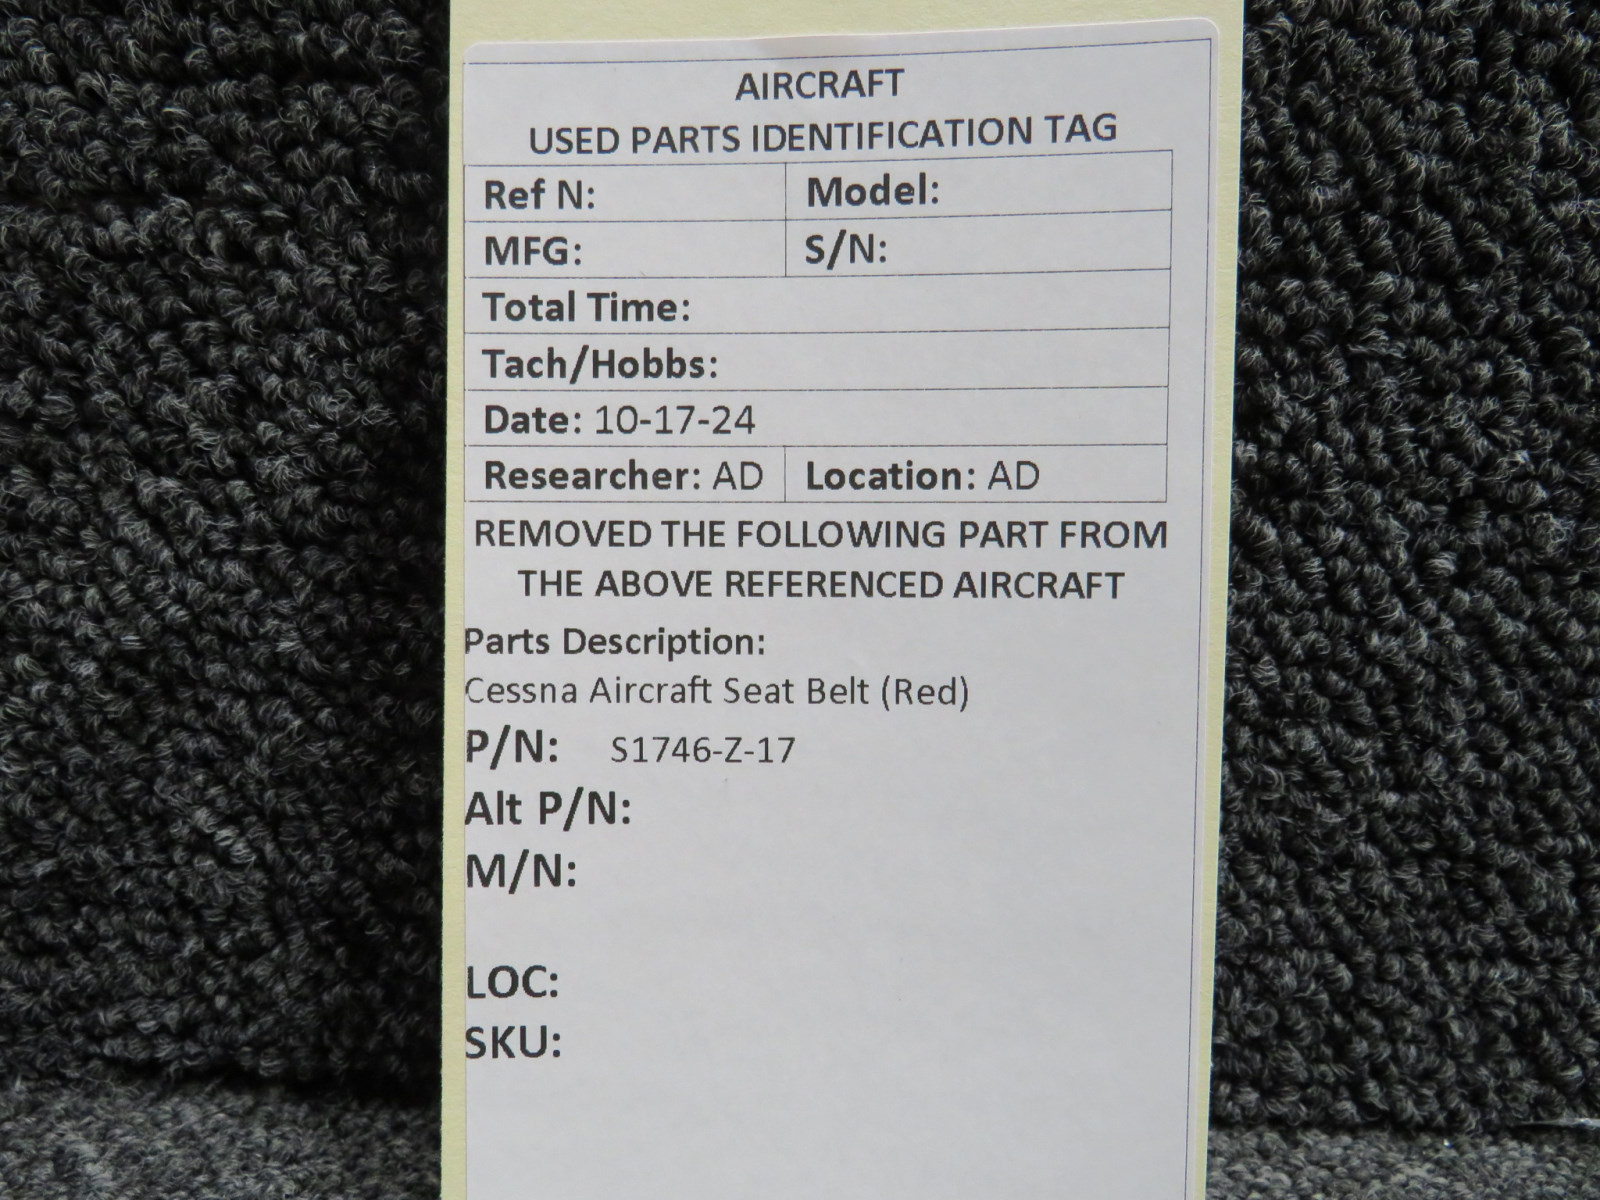 AIRCRAFT
USED PARTS IDENTIFICATION TAG
Ref N: Model:
MFG: S/N:
Total Time:
Tach/Hobbs:
Date: 10-17-24
Researcher: AD Location: AD
REMOVED THE FOLLOWING PART FROM
THE ABOVE REFERENCED AIRCRAFT
Parts Description:
Cessna Aircraft Seat Belt (Red)
P/N: S1746-Z-17
Alt P/N:
M/N:
LOC:
SKU: